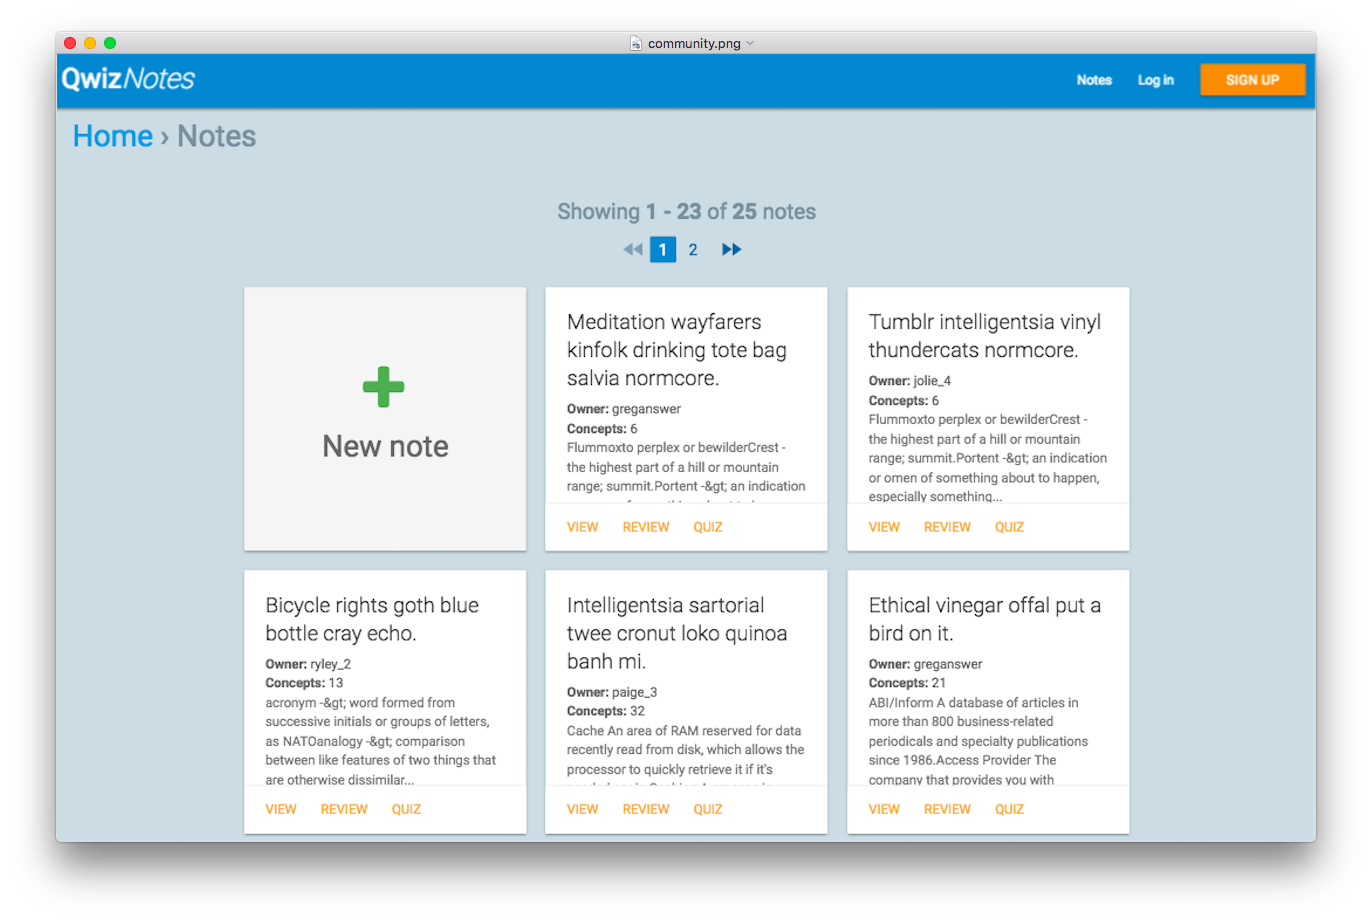 community.png
QwizNotes
Notes Log in SIGN UP
Home › Notes
Showing 1 - 23 of 25 notes
1 2
New note
Meditation wayfarers
kinfolk drinking tote bag
salvia normcore.
Owner: greganswer
Concepts: 6
Flummoxto perplex or bewilderCrest -
the highest part of a hill or mountain
range; summit.Portent -&gt; an indication
VIEW REVIEW QUIZ
Tumblr intelligentsia vinyl
thundercats normcore.
Owner: jolie_4
Concepts: 6
Flummoxto perplex or bewilderCrest -
the highest part of a hill or mountain
range; summit.Portent -&gt; an indication
or omen of something about to happen,
especially something...
VIEW REVIEW QUIZ
Bicycle rights goth blue
bottle cray echo.
Owner: ryley_2
Concepts: 13
acronym -&gt; word formed from
successive initials or groups of letters,
as NATOanalogy -&gt; comparison
between like features of two things that
are otherwise dissimilar...
VIEW REVIEW QUIZ
Intelligentsia sartorial
twee cronut loko quinoa
banh mi.
Owner: paige_3
Concepts: 32
Cache An area of RAM reserved for data
recently read from disk, which allows the
processor to quickly retrieve it if it's
VIEW REVIEW QUIZ
Ethical vinegar offal put a
bird on it.
Owner: greganswer
Concepts: 21
ABI/Inform A database of articles in
more than 800 business-related
periodicals and specialty publications
since 1986.Access Provider The
company that provides you with
VIEW REVIEW QUIZ